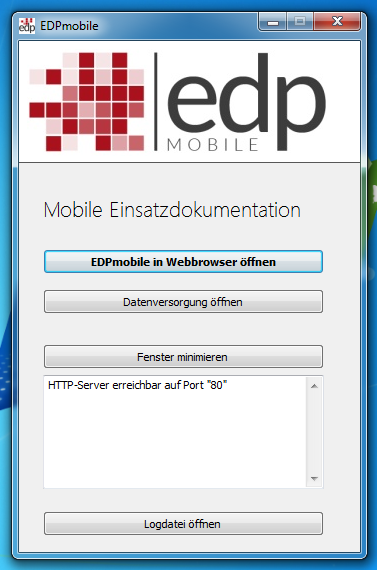 edp
EDPmobile
edp
MOBILE
Mobile Einsatzdokumentation
EDPmobile in Webbrowser öffnen
Datenversorgung öffnen
Fenster minimieren
HTTP-Server erreichbar auf Port "80"
Logdatei öffnen